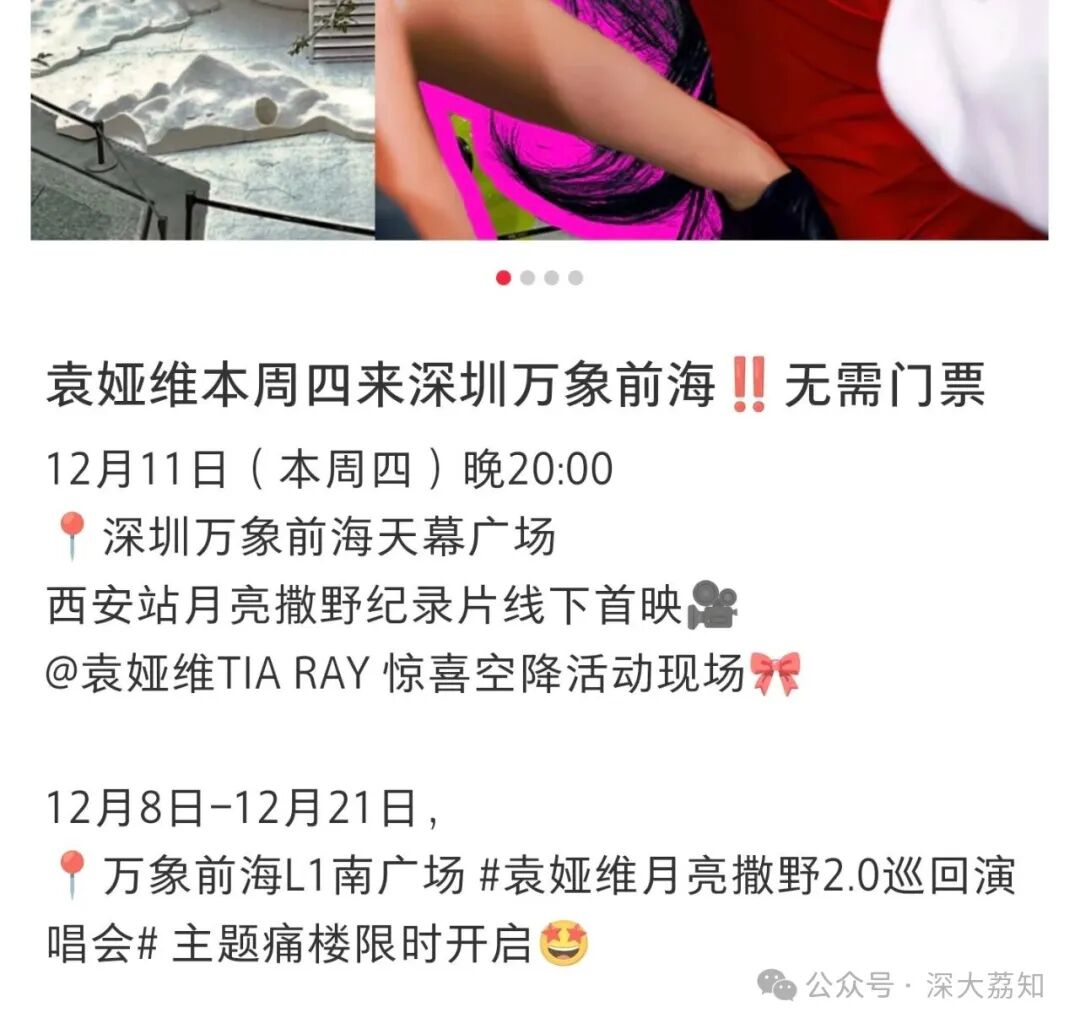 袁娅维本周四来深圳万象前海‼️无需门票
12月11日（本周四）晚20:00
📍深圳万象前海天幕广场
西安站月亮撒野纪录片线下首映🎥
@袁娅维TIA RAY 惊喜空降活动现场🎀
12月8日-12月21日，
📍万象前海L1南广场 #袁娅维月亮撒野2.0巡回演
唱会# 主题痛楼限时开启🤩
公众号·深大荔知